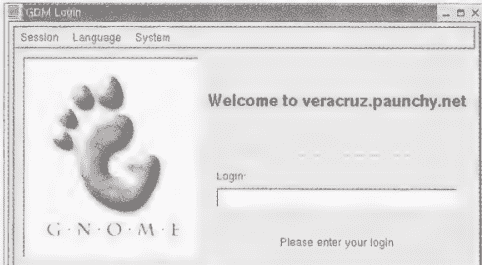 GDM Login
Session Language System
Welcome to veracruz.paunchy.net
Login:
G·N·O·M·E
Please enter your login